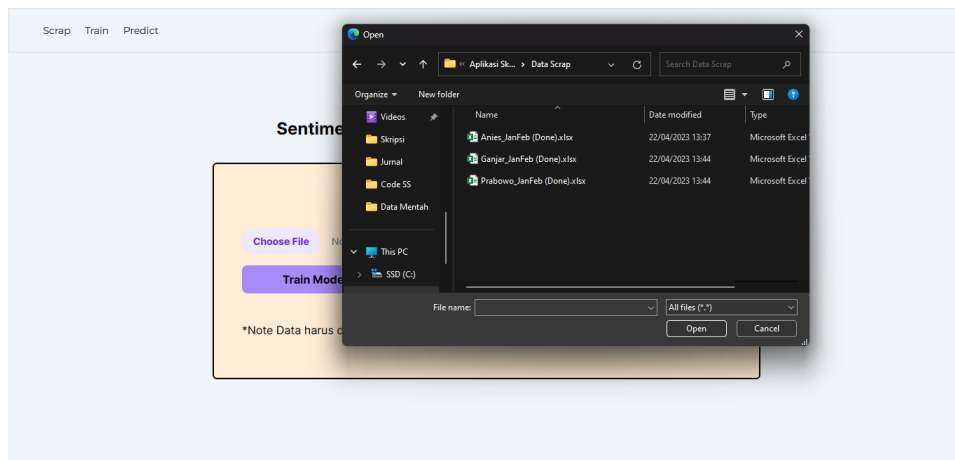 Scrap Train Predict
Open
Aplikasi Sk... › Data Scrap
Search Data Scrap
Organize
New folder
Name
Date modified
Type
Videos
Skripsi
Jurnal
Code SS
Data Mentah
This PC
SSD (C:)
Anies_JanFeb (Done).xlsx 22/04/2023 13:37 Microsoft Excel
Ganjar_JanFeb (Done).xlsx 22/04/2023 13:44 Microsoft Excel
Prabowo_JanFeb (Done).xlsx 22/04/2023 13:44 Microsoft Excel
File name:
All files (*.*)
Open
Cancel
Sentime
Choose File No
Train Mode
*Note Data harus d